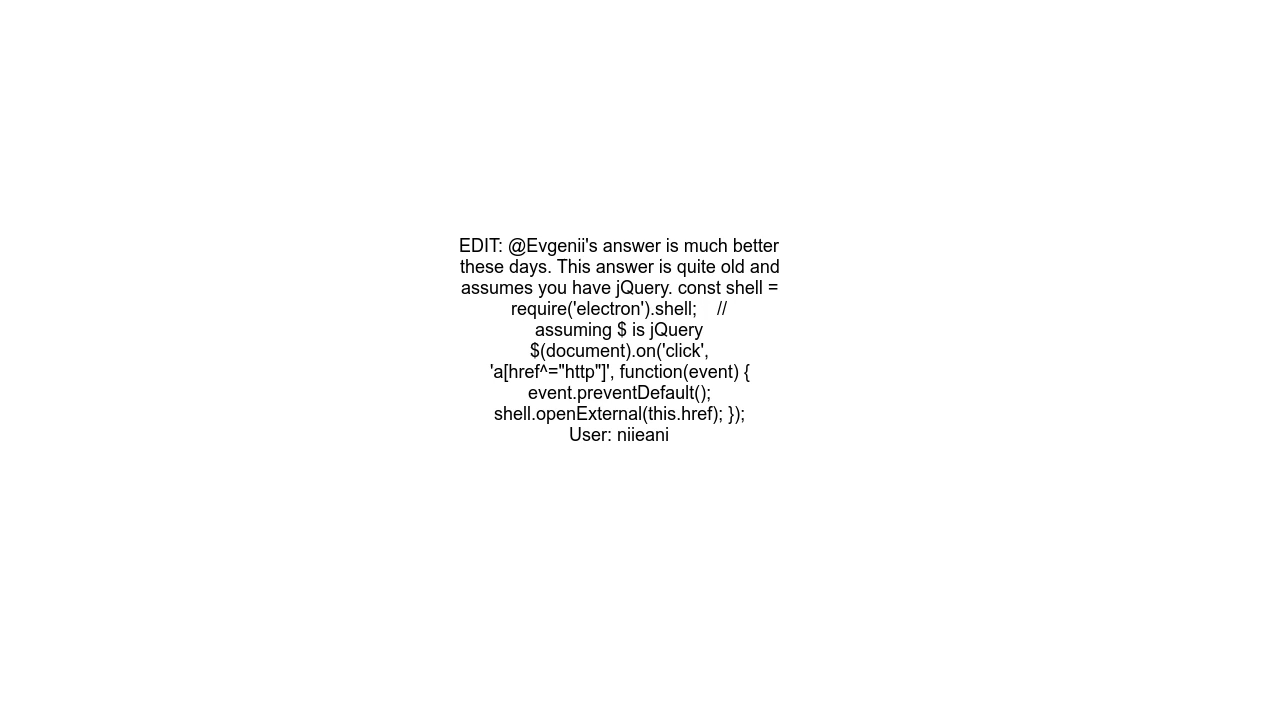 EDIT: @Evgenii's answer is much better
these days. This answer is quite old and
assumes you have jQuery. const shell =
require('electron').shell;    //
assuming $ is jQuery
$(document).on('click',
'a[href^="http"]', function(event) {
event.preventDefault();
shell.openExternal(this.href); });
User: niieani